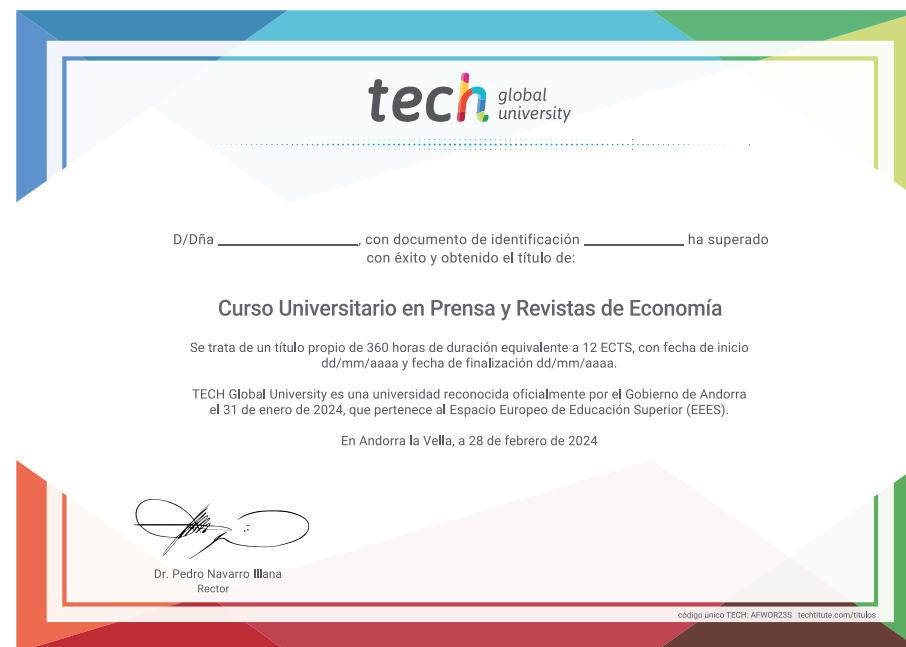 tech global university
D/Dña ____________________, con documento de identificación ______________ ha superado
con éxito y obtenido el título de:
Curso Universitario en Prensa y Revistas de Economía
Se trata de un título propio de 360 horas de duración equivalente a 12 ECTS, con fecha de inicio
dd/mm/aaaa y fecha de finalización dd/mm/aaaa.
TECH Global University es una universidad reconocida oficialmente por el Gobierno de Andorra
el 31 de enero de 2024, que pertenece al Espacio Europeo de Educación Superior (EEES).
En Andorra la Vella, a 28 de febrero de 2024
Dr. Pedro Navarro Illana
Rector
código único TECH: AFWOR23S techtitute.com/titulos